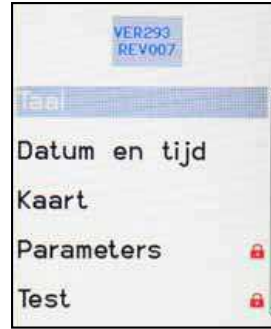 VER293
REV007
Taal
Datum en tijd
Kaart
Parameters
Test